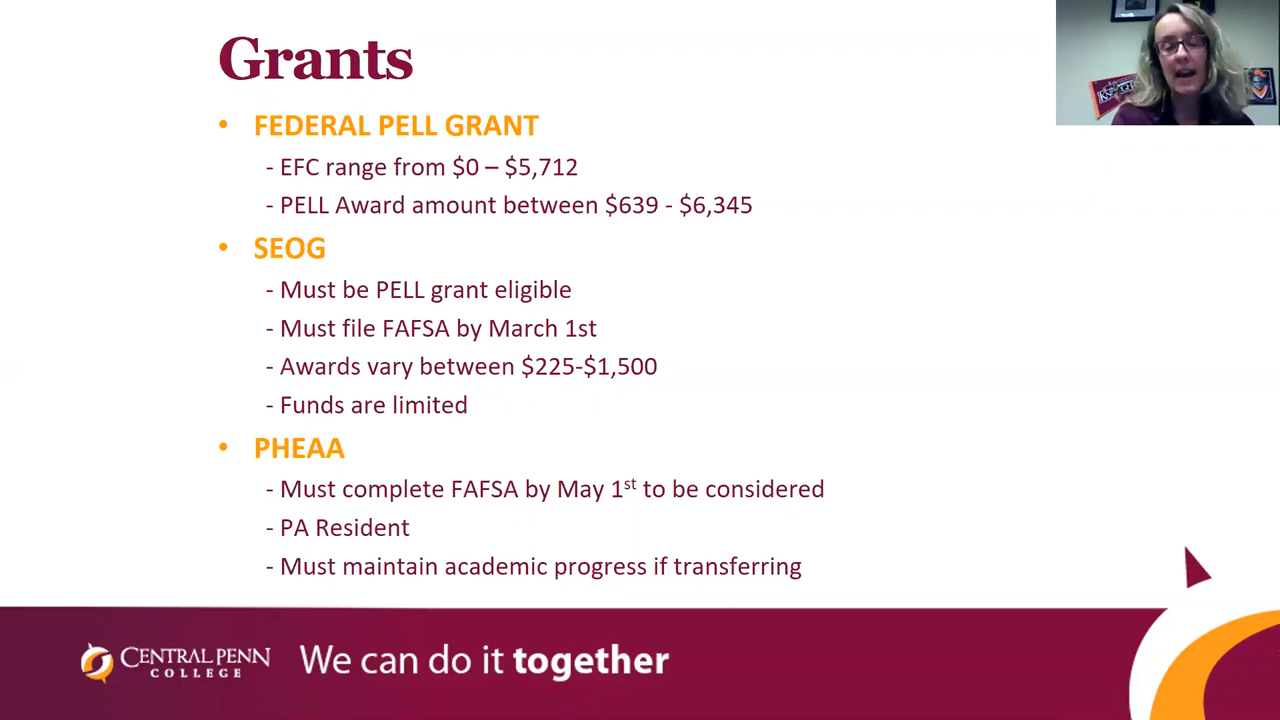 Grants
• FEDERAL PELL GRANT
- EFC range from $0 – $5,712
- PELL Award amount between $639 - $6,345
• SEOG
- Must be PELL grant eligible
- Must file FAFSA by March 1st
- Awards vary between $225-$1,500
- Funds are limited
• PHEAA
- Must complete FAFSA by May 1st to be considered
- PA Resident
- Must maintain academic progress if transferring
CENTRAL PENN
COLLEGE
We can do it together